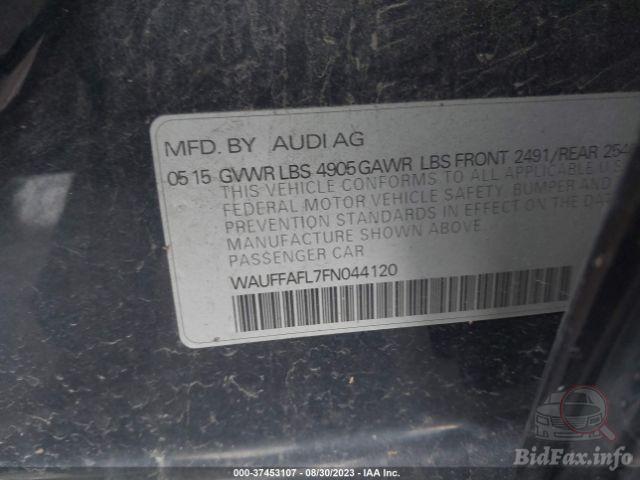 MFD. BY AUDI AG
05 15 GVWR LBS 4905 GAWR LBS FRONT 2491/REAR
THIS VEHICLE CONFORMS TO ALL APPLICABLE U.S.
FEDERAL MOTOR VEHICLE SAFETY, BUMPER AND
PREVENTION STANDARDS IN EFFECT ON THE DATE
MANUFACTURE SHOWN ABOVE.
PASSENGER CAR
WAUFFAFL7FN044120
000-37453107 - 08/30/2023 - IAA Inc.
BidFax.info